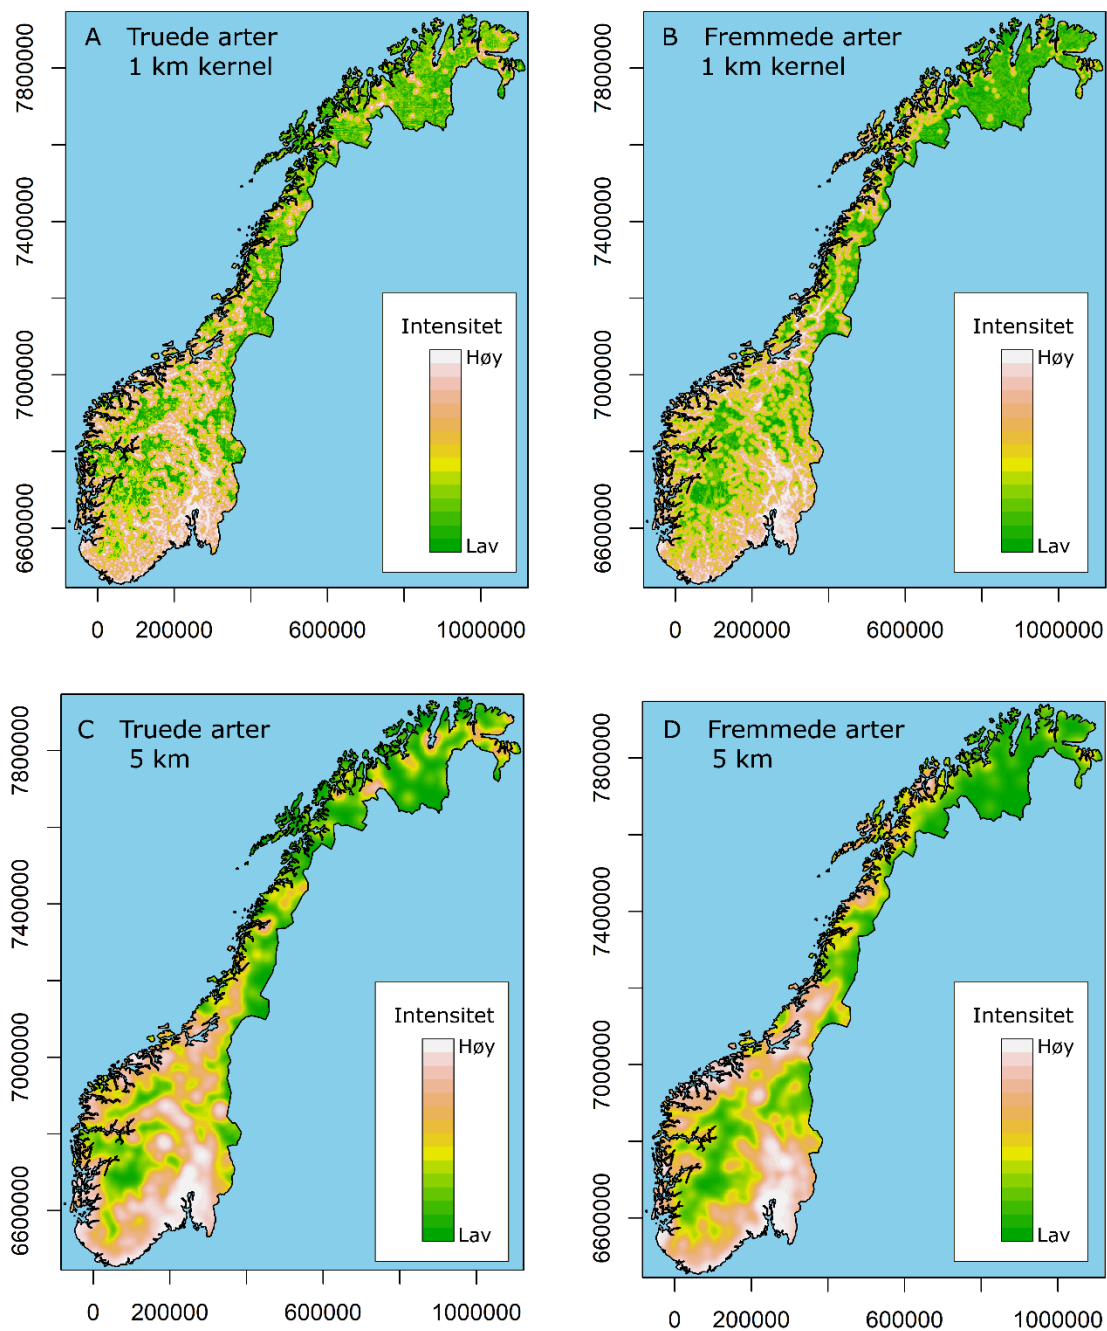 A Truede arter
1 km kernel
7800000
7400000
7000000
6600000
Intensitet
Høy
Lav
0 200000 600000 1000000
B Fremmede arter
1 km kernel
7800000
7400000
7000000
6600000
Intensitet
Høy
Lav
0 200000 600000 1000000
C Truede arter
5 km
7800000
7400000
7000000
6600000
Intensitet
Høy
Lav
0 200000 600000 1000000
D Fremmede arter
5 km
7800000
7400000
7000000
6600000
Intensitet
Høy
Lav
0 200000 600000 1000000